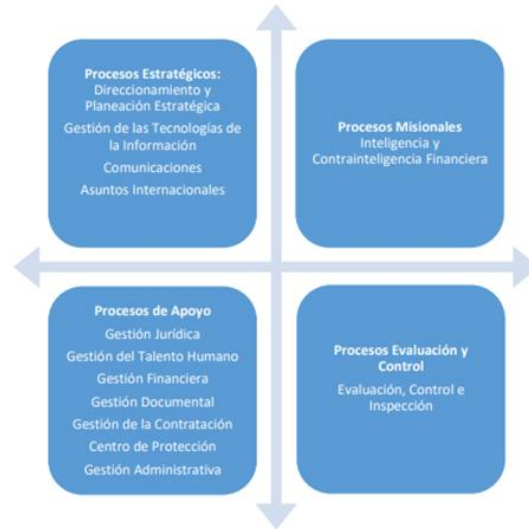 Procesos Estratégicos:
Direccionamiento y
Planeación Estratégica
Gestión de las Tecnologías de
la Información
Comunicaciones
Asuntos Internacionales
Procesos Misionales
Inteligencia y
Contrainteligencia Financiera
Procesos de Apoyo
Gestión Jurídica
Gestión del Talento Humano
Gestión Financiera
Gestión Documental
Gestión de la Contratación
Centro de Protección
Gestión Administrativa
Procesos Evaluación y
Control
Evaluación, Control e
Inspección